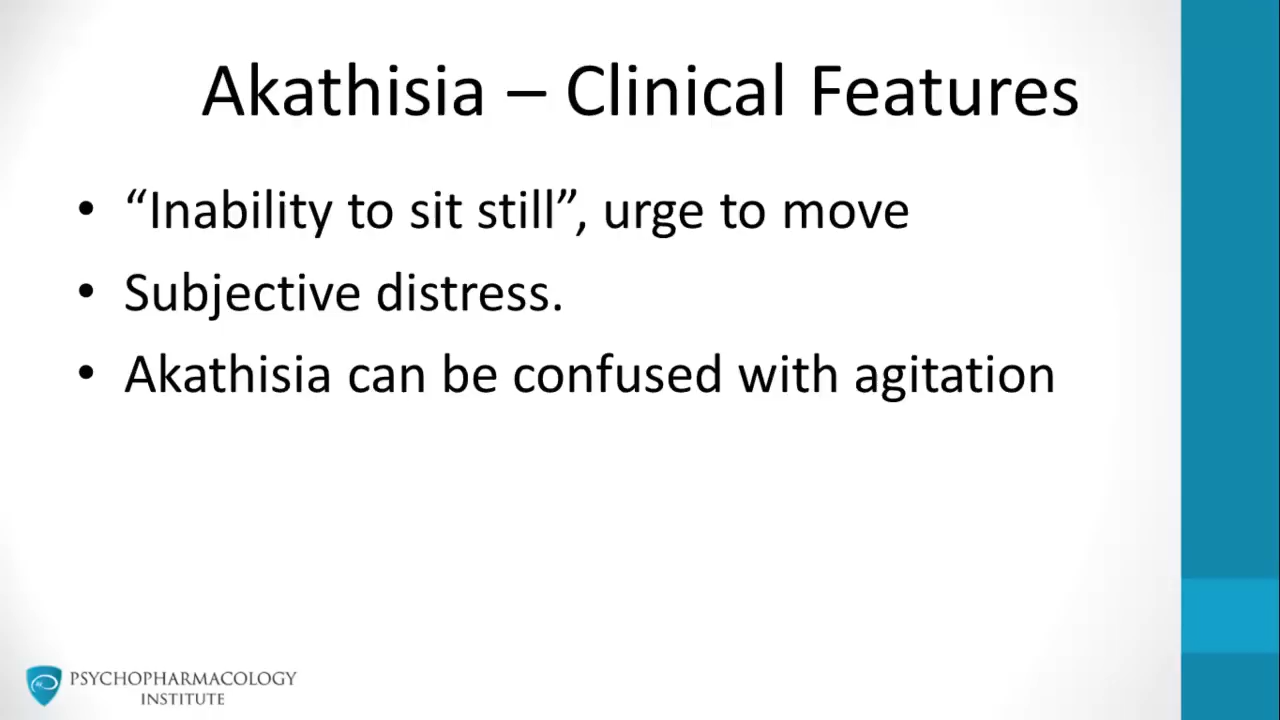 Akathisia – Clinical Features
• “Inability to sit still”, urge to move
• Subjective distress.
• Akathisia can be confused with agitation
PSYCHOPHARMACOLOGY
INSTITUTE